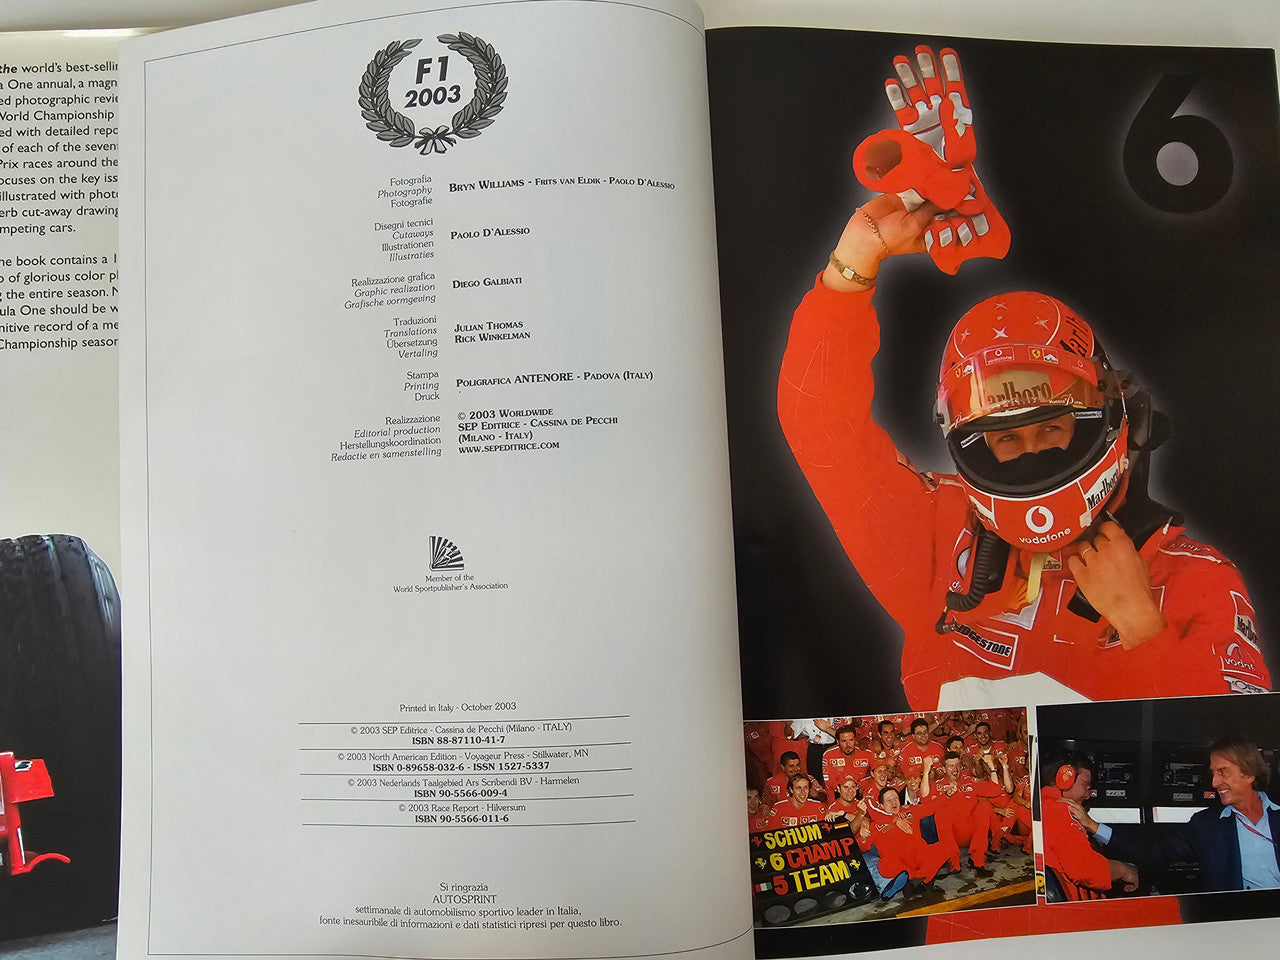 the world's best-selli
a One annual, a magn
ed photographic revie
World Championship
ed with detailed repo
of each of the seven
Prix races around the
ocuses on the key iss
illustrated with photo
erb cut-away drawing
mpeting cars.
he book contains a 1
o of glorious color pl
g the entire season. N
ula One should be w
nitive record of a me
Championship season
F1
2003
Fotografia
Photography
Fotografie
BRYN WILLIAMS - FRITS VAN ELDIK - PAOLO D'ALESSIO
Disegni tecnici
Cutaways
Illustrationen
Illustraties
PAOLO D'ALESSIO
Realizzazione grafica
Graphic realization
Grafische vormgeving
DIEGO GALBIATI
Traduzioni
Translations
Übersetzung
Vertaling
JULIAN THOMAS
RICK WINKELMAN
Stampa
Printing
Druck
POLIGRAFICA ANTENORE - PADOVA (ITALY)
Realizzazione
Editorial production
Herstellungskoordination
Redactie en samenstelling
© 2003 WORLDWIDE
SEP EDITRICE - CASSINA DE PECCHI
(MILANO - ITALY)
WWW.SEPEDITRICE.COM
Member of the
World Sportpublisher's Association
Printed in Italy - October 2003
© 2003 SEP Editrice - Cassina de Pecchi (Milano - ITALY)
ISBN 88-87110-41-7
© 2003 North American Edition - Voyageur Press - Stillwater, MN
ISBN 0-89658-032-6 - ISSN 1527-5337
© 2003 Nederlands Taalgebied Ars Scribendi BV - Harmelen
ISBN 90-5566-009-4
© 2003 Race Report - Hilversum
ISBN 90-5566-011-6
Si ringrazia
AUTOSPRINT
settimanale di automobilismo sportivo leader in Italia,
fonte inesauribile di informazioni e dati statistici ripresi per questo libro.
6
Marlboro
Marlboro
Marlboro
vodafone
BRIDGESTONE
Marlboro
vodaf
Opel
SCHUM
6 CHAMP
5 TEAM